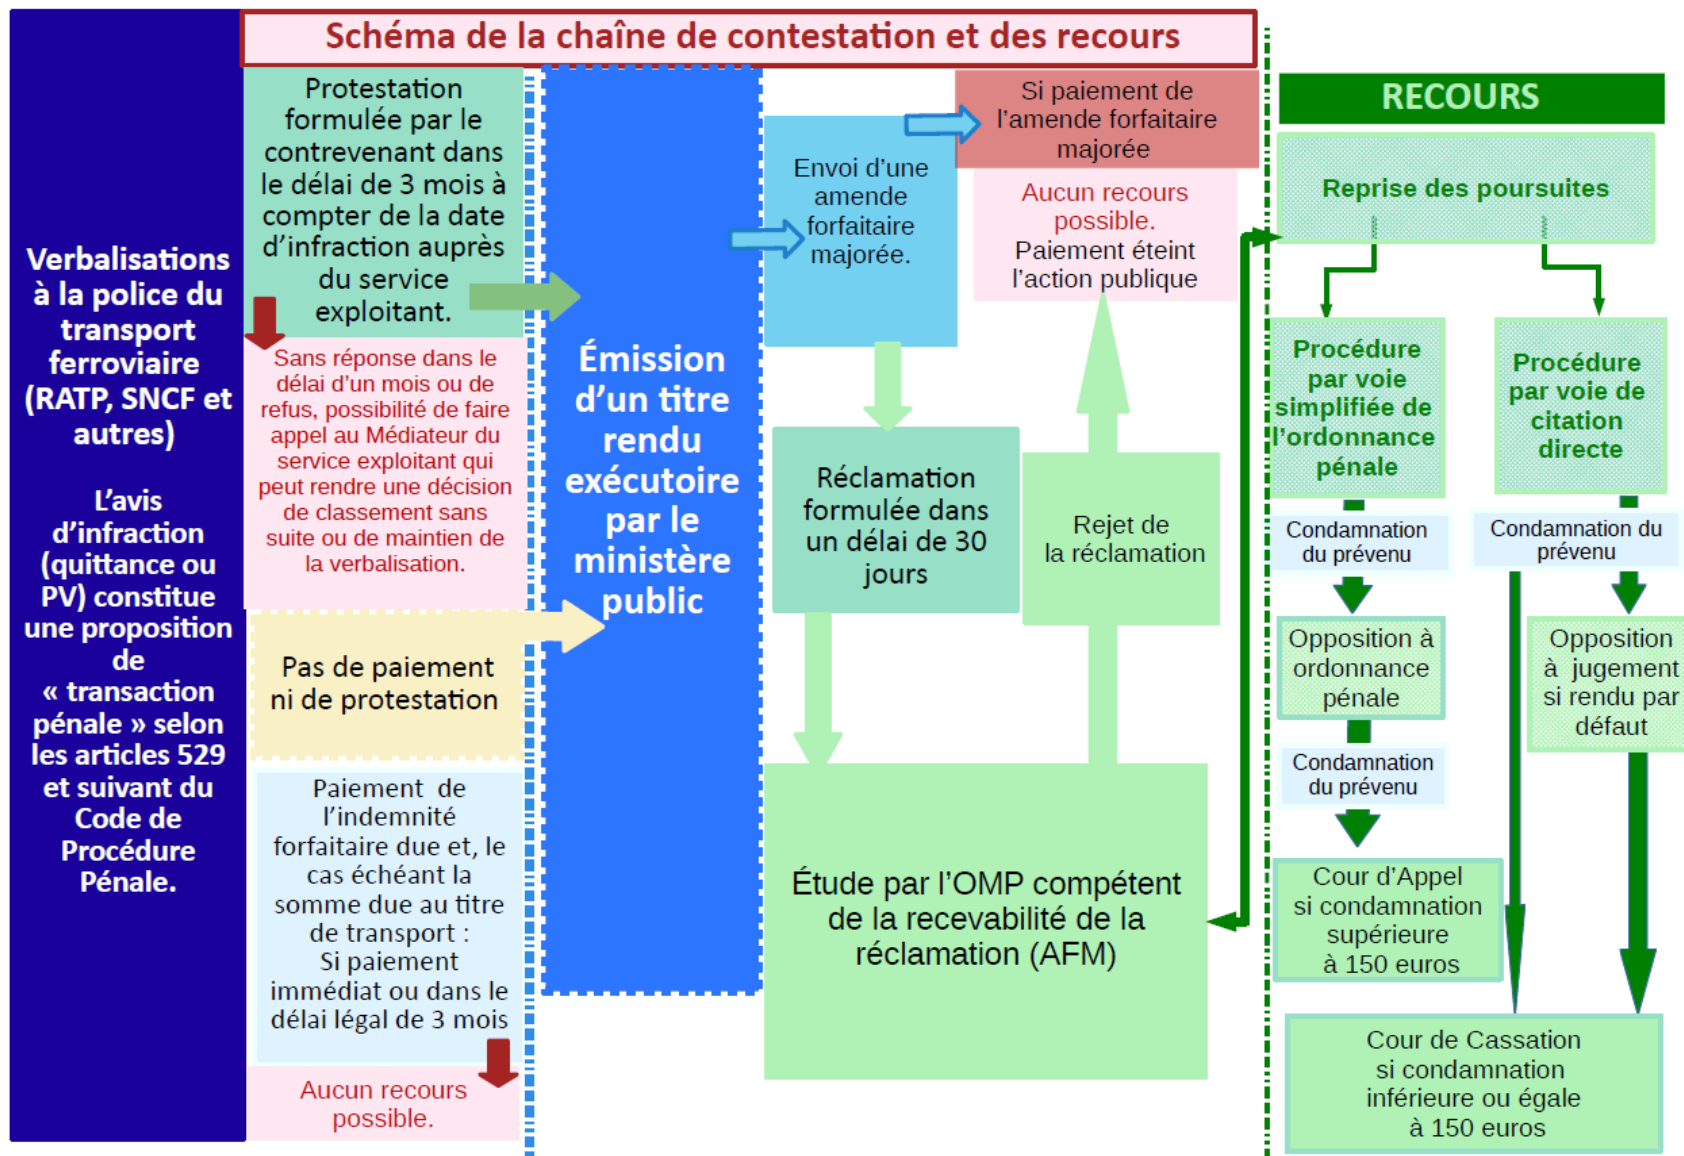 Schéma de la chaîne de contestation et des recours
Verbalisations
à la police du
transport
ferroviaire
(RATP, SNCF et
autres)
L’avis
d’infraction
(quittance ou
PV) constitue
une proposition
de
« transaction
pénale » selon
les articles 529
et suivant du
Code de
Procédure
Pénale.
Protestation
formulée par le
contrevenant dans
le délai de 3 mois à
compter de la date
d’infraction auprès
du service
exploitant.
Sans réponse dans le
délai d’un mois ou de
refus, possibilité de faire
appel au Médiateur du
service exploitant qui
peut rendre une décision
de classement sans
suite ou de maintien de
la verbalisation.
Pas de paiement
ni de protestation
Paiement de
l’indemnité
forfaitaire due et, le
cas échéant la
somme due au titre
de transport :
Si paiement
immédiat ou dans le
délai légal de 3 mois
Aucun recours
possible.
Émission
d’un titre
rendu
exécutoire
par le
ministère
public
Envoi d’une
amende
forfaitaire
majorée.
Si paiement de
l’amende forfaitaire
majorée
Aucun recours
possible.
Paiement éteint
l’action publique
Réclamation
formulée dans
un délai de 30
jours
Rejet de
la réclamation
Étude par l’OMP compétent
de la recevabilité de la
réclamation (AFM)
RECOURS
Reprise des poursuites
Procédure
par voie
simplifiée de
l’ordonnance
pénale
Condamnation
du prévenu
Opposition à
ordonnance
pénale
Condamnation
du prévenu
Cour d’Appel
si condamnation
supérieure
à 150 euros
Procédure
par voie de
citation
directe
Condamnation du
prévenu
Opposition
à jugement
si rendu par
défaut
Cour de Cassation
si condamnation
inférieure ou égale
à 150 euros